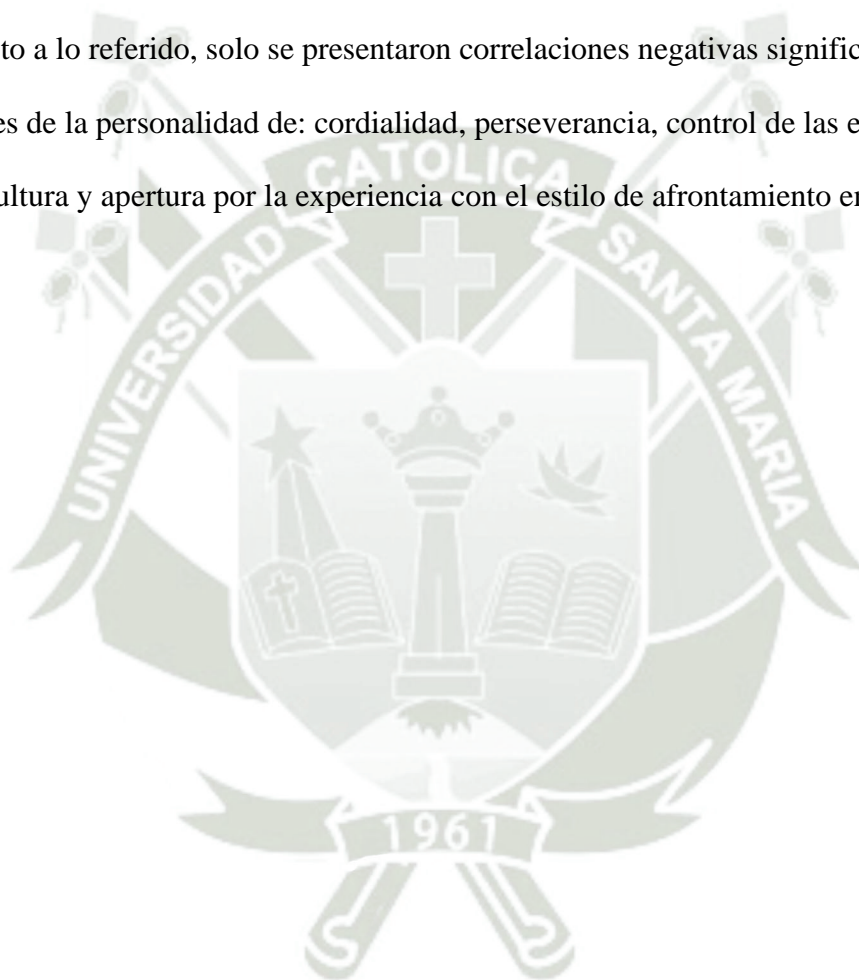 to a lo referido, solo se presentaron correlaciones negativas signific
es de la personalidad de: cordialidad, perseverancia, control de las e
ultura y apertura por la experiencia con el estilo de afrontamiento en
UNIVERSIDAD CATOLICA SANTA MARIA
1961